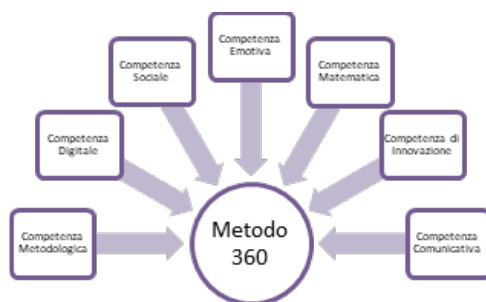 Competenza
Emotiva
Competenza
Sociale
Competenza
Matematica
Competenza
Digitale
Competenza di
Innovazione
Competenza
Metodologica
Metodo
360
Competenza
Comunicativa